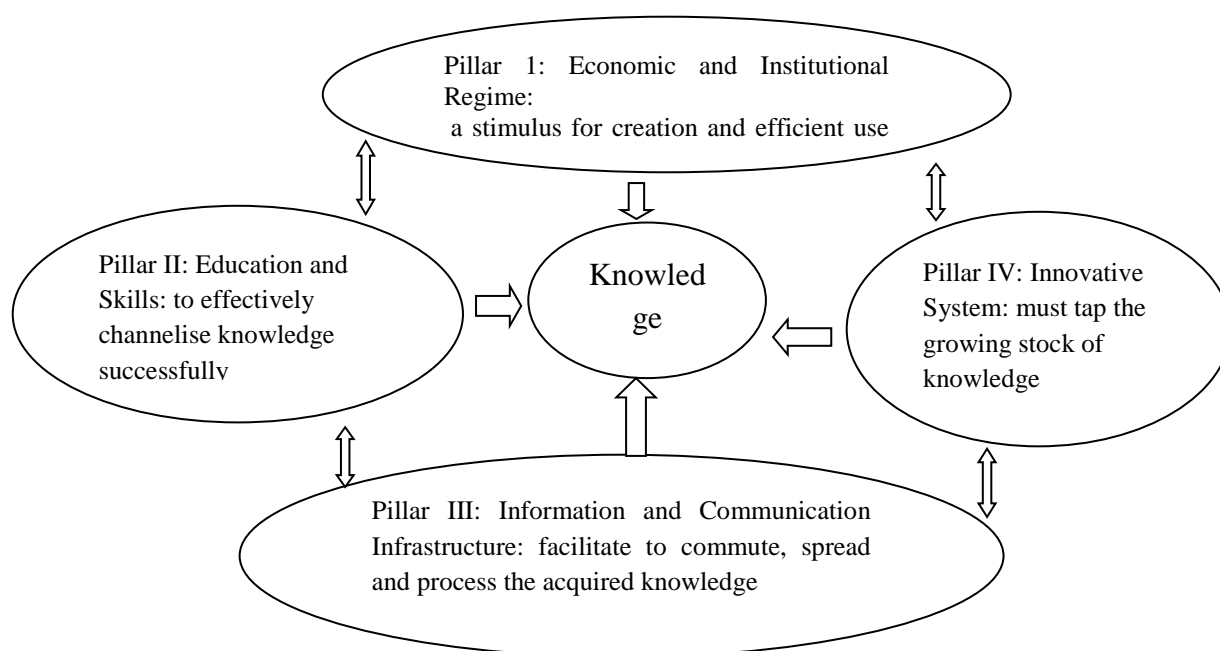 Pillar 1: Economic and Institutional
Regime:
a stimulus for creation and efficient use
Pillar II: Education and
Skills: to effectively
channelise knowledge
successfully
Knowled
ge
Pillar IV: Innovative
System: must tap the
growing stock of
knowledge
Pillar III: Information and Communication
Infrastructure: facilitate to commute, spread
and process the acquired knowledge